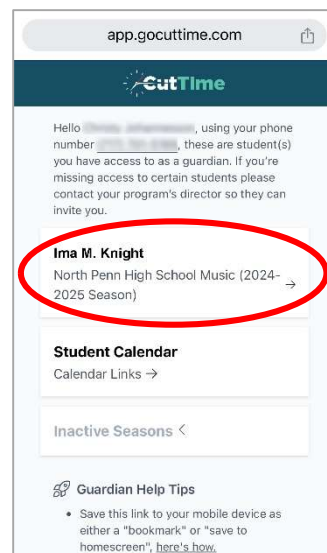 app.gocuttime.com
CutTime
Hello , using your phone
number , these are student(s)
you have access to as a guardian. If you're
missing access to certain students please
contact your program's director so they can
invite you.
Ima M. Knight
North Penn High School Music (2024-
2025 Season)
Student Calendar
Calendar Links →
Inactive Seasons <
Guardian Help Tips
• Save this link to your mobile device as
either a "bookmark" or "save to
homescreen", here's how.